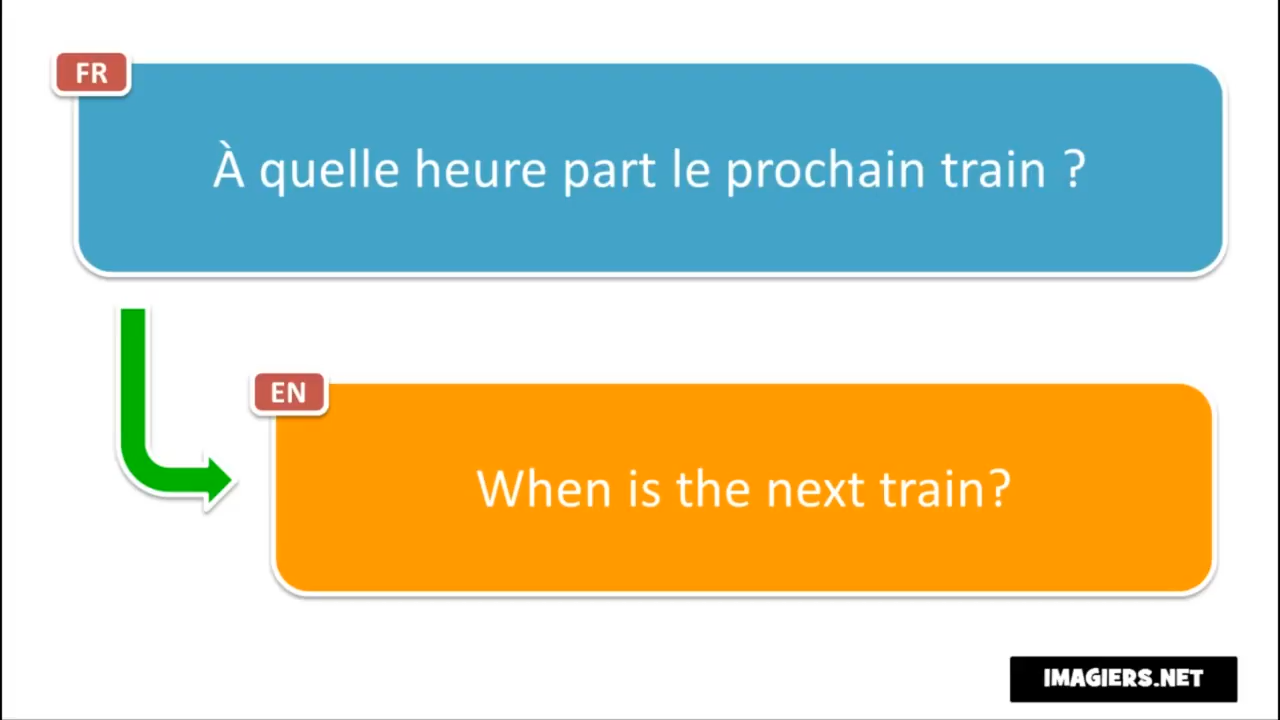 FR
À quelle heure part le prochain train ?
EN
When is the next train?
IMAGIERS.NET